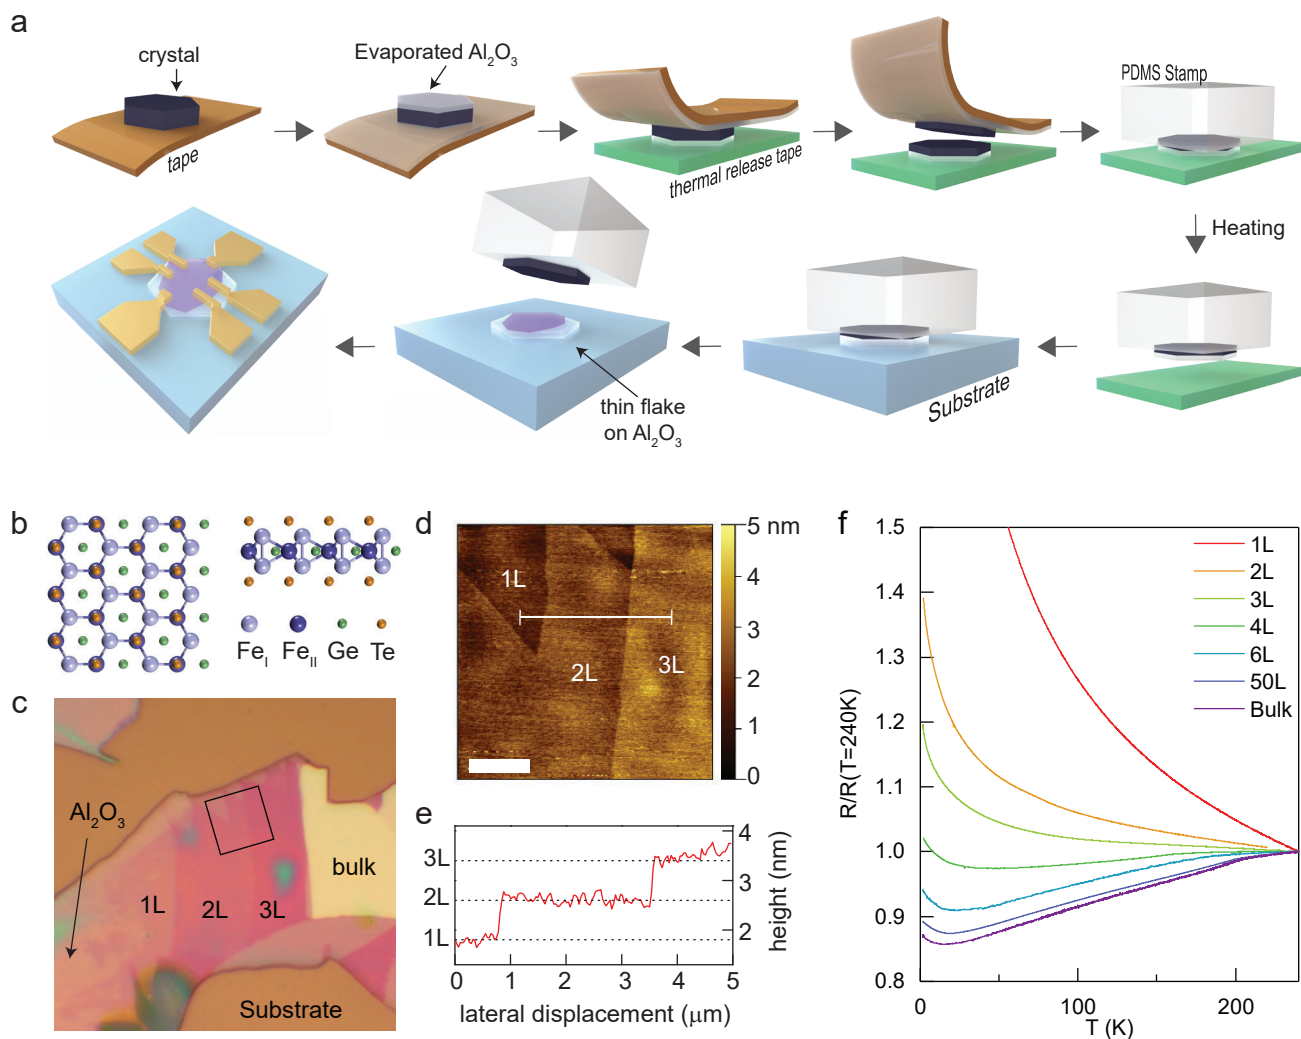 a
crystal
Evaporated Al₂O₃
tape
thermal release tape
PDMS Stamp
Heating
Substrate
thin flake
on Al₂O₃
b
Fe_I
Fe_II
Ge
Te
c
Al₂O₃
1L
2L
3L
bulk
Substrate
d
1L
2L
3L
5 nm
4
3
2
1
0
e
3L
2L
1L
4
3
2
height (nm)
0 1 2 3 4 5
lateral displacement (μm)
f
1.5
1.4
1.3
1.2
1.1
1.0
0.9
0.8
R/R(T=240K)
0 100 200
T (K)
1L
2L
3L
4L
6L
50L
Bulk